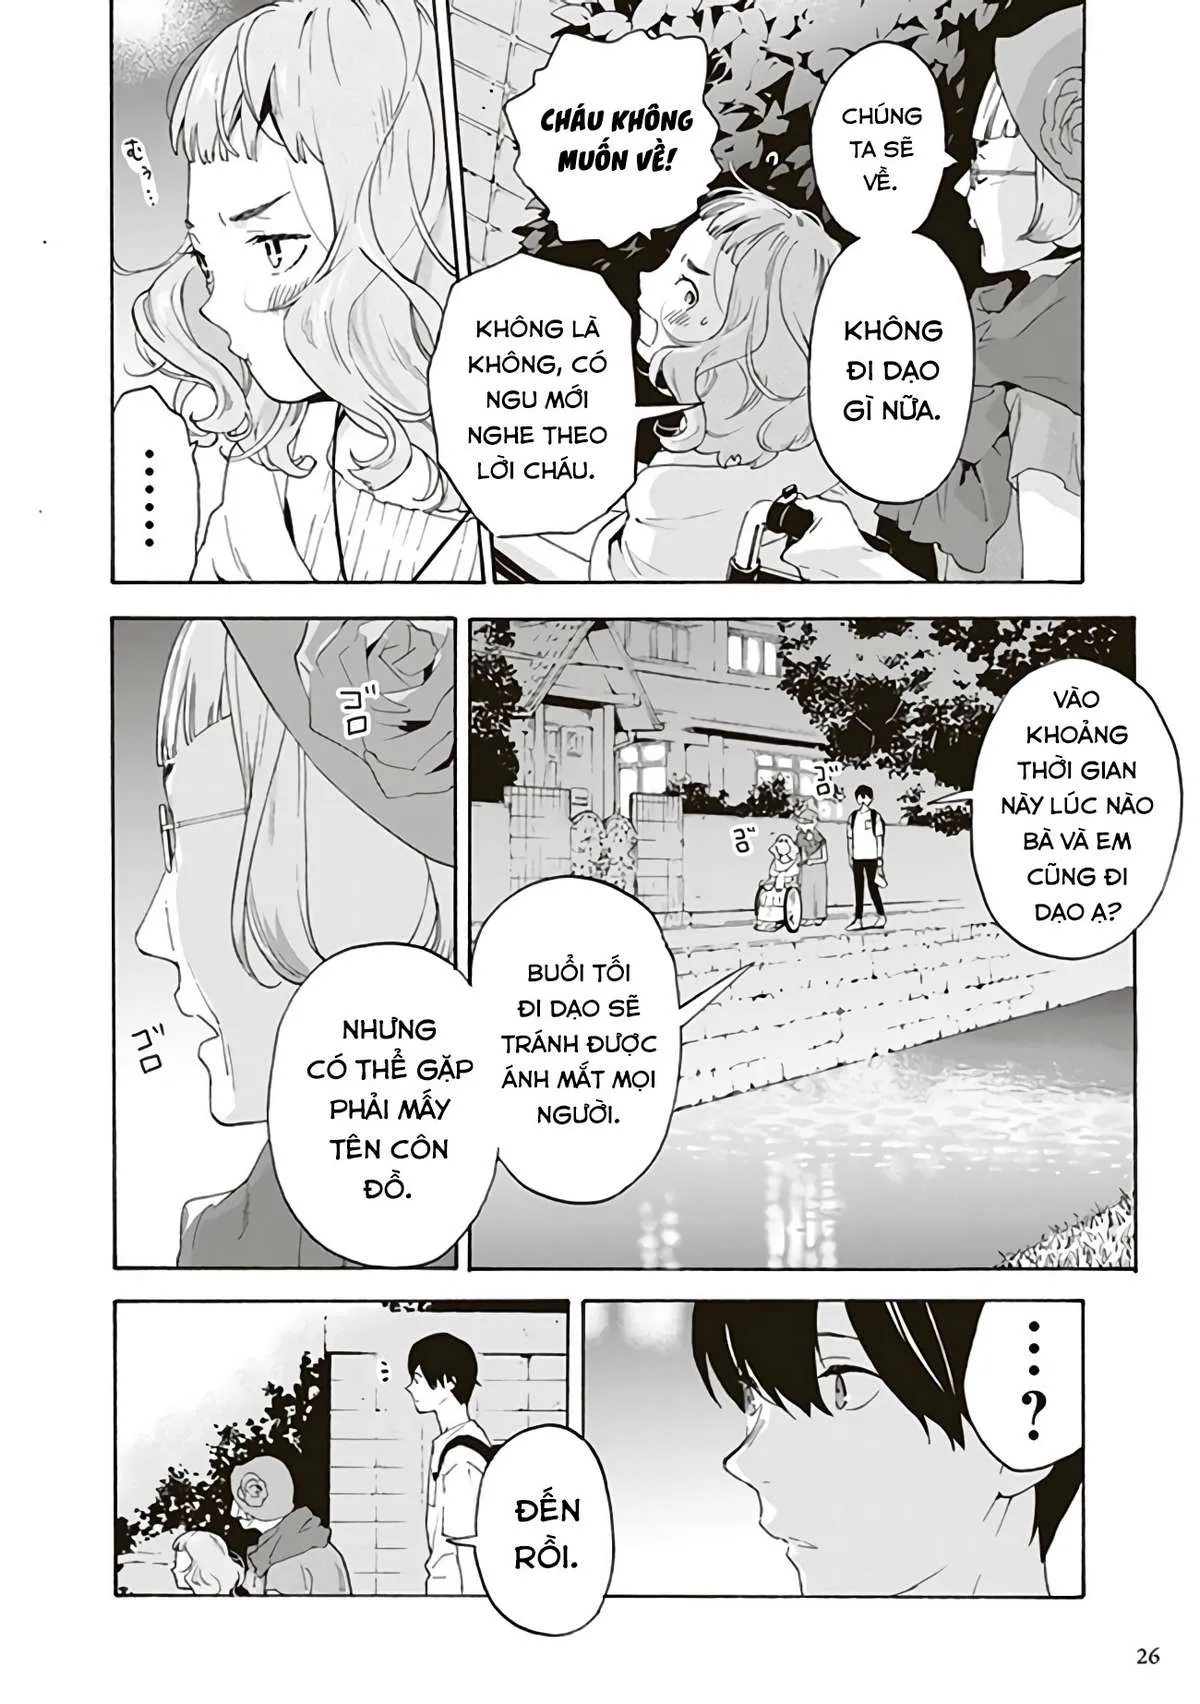 CHÚNG
TA SẼ
VỀ.
KHÔNG
ĐI DẠO
GÌ NỮA.
CHÁU KHÔNG
MUỐN VỀ!
KHÔNG LÀ
KHÔNG, CÓ
NGU MỚI
NGHE THEO
LỜI CHÁU.
むぅ…
......
VÀO
KHOẢNG
THỜI GIAN
NÀY LÚC NÀO
BÀ VÀ EM
CŨNG ĐI
DẠO Ạ?
ゴロ
ゴロ
BUỔI TỐI
ĐI DẠO SẼ
TRÁNH ĐƯỢC
ÁNH MẮT MỌI
NGƯỜI.
ゴロ
NHƯNG
CÓ THỂ GẶP
PHẢI MẤY
TÊN CÔN
ĐỒ.
ゴロ
....?
ĐẾN
RỒI.
26